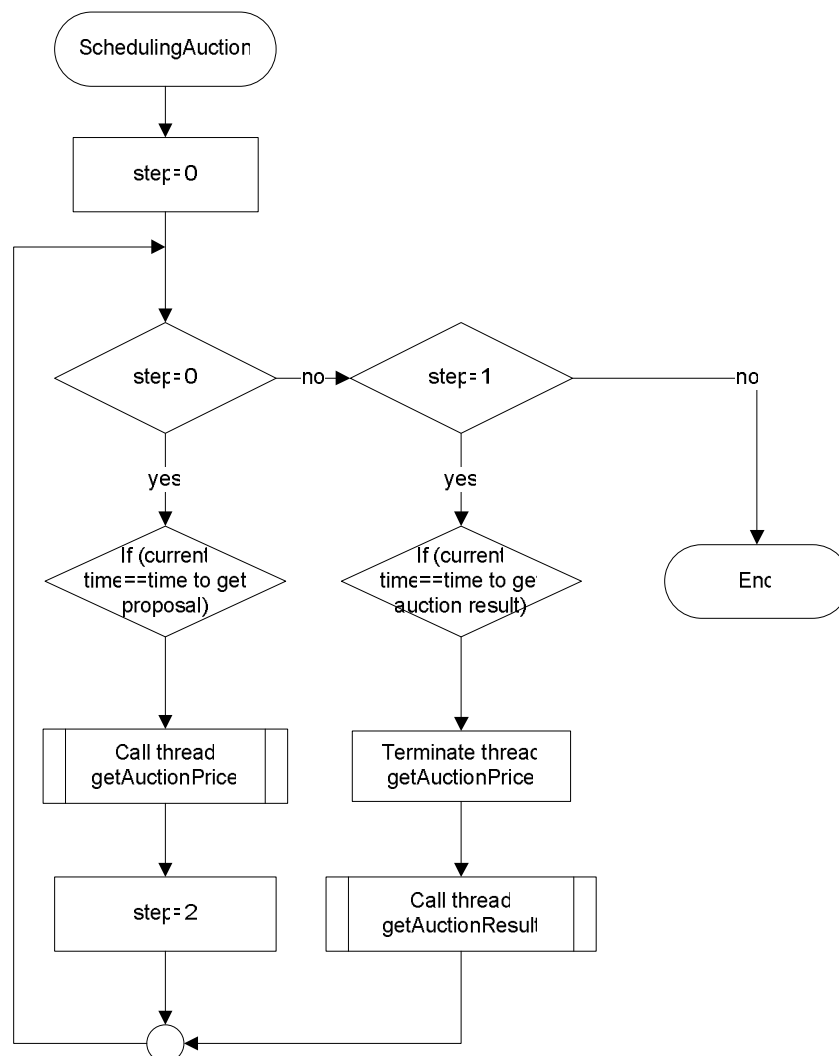 SchedulingAuction
step=0
step=0
no
step=1
no
yes
yes
If (current
time==time to get
proposal)
If (current
time==time to get
auction result)
End
Call thread
getAuctionPrice
Terminate thread
getAuctionPrice
step=2
Call thread
getAuctionResult